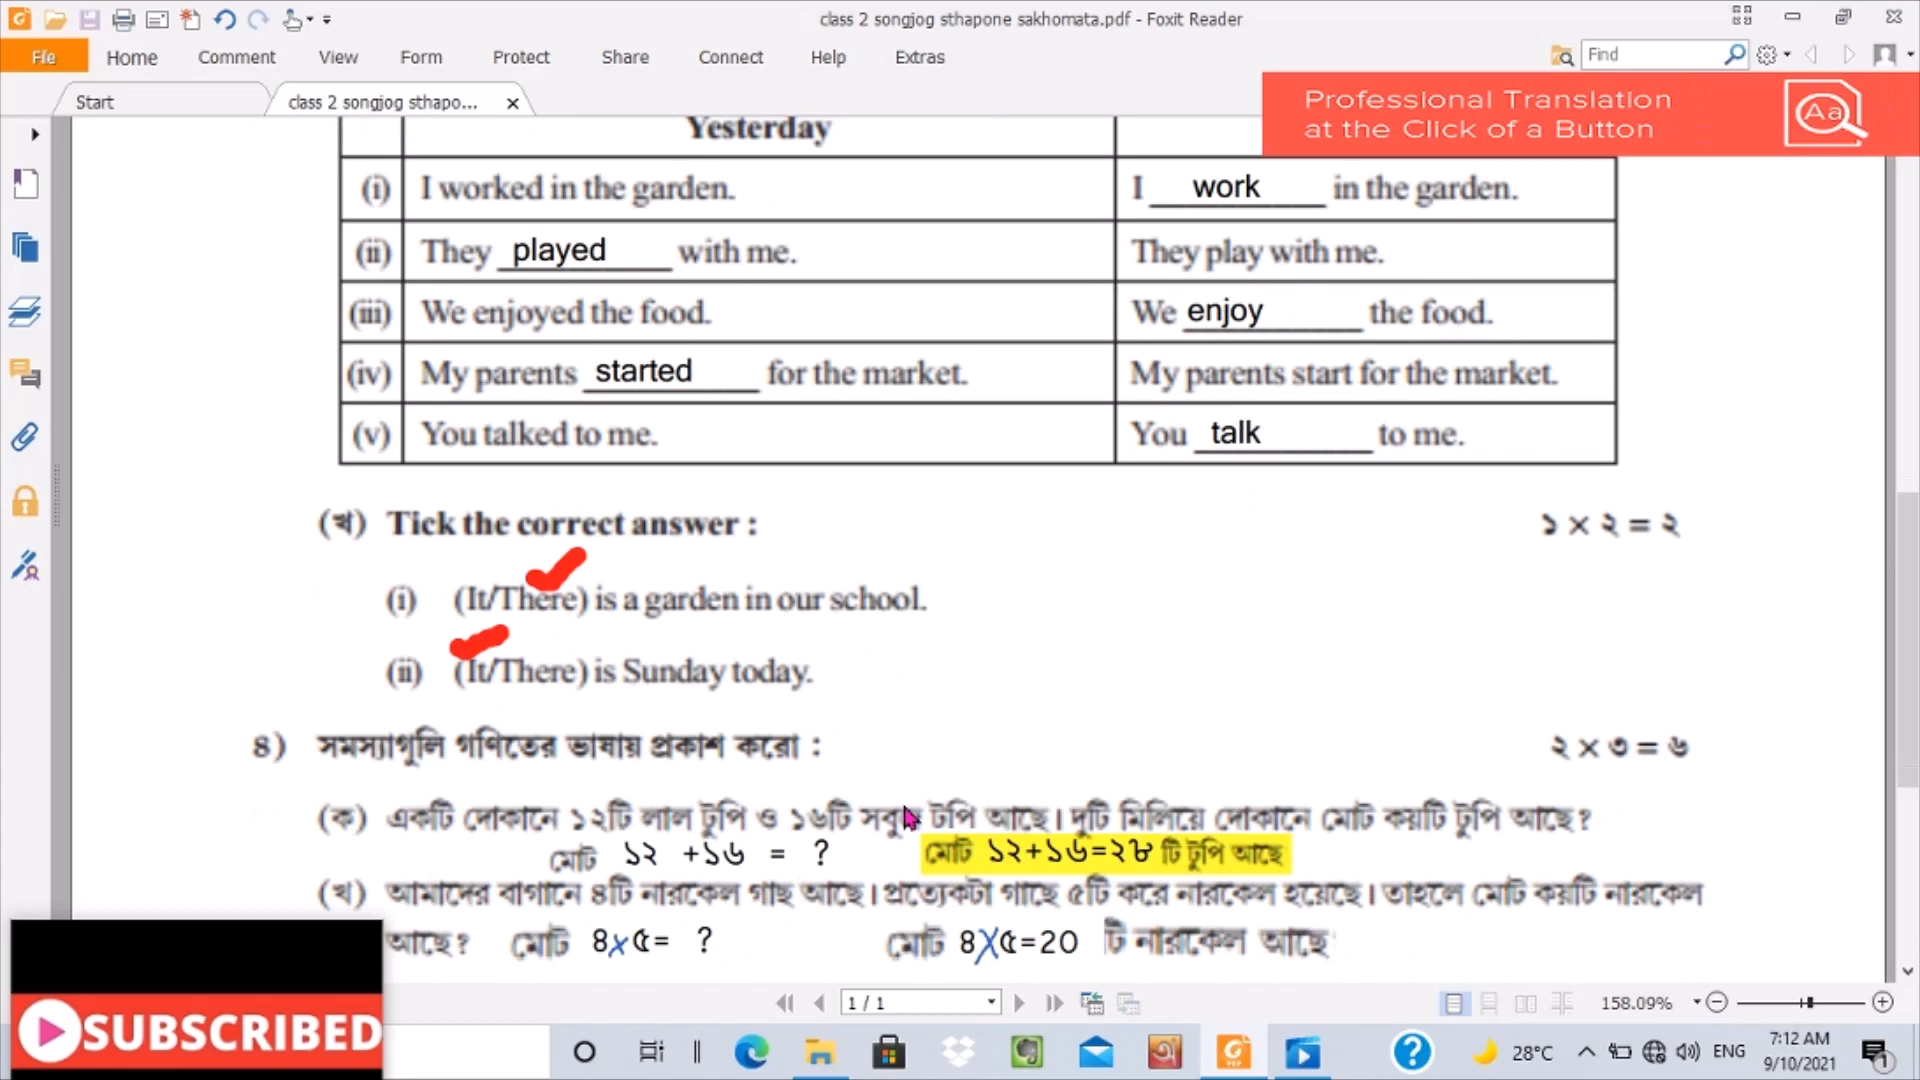 class 2 songjog sthapone sakhomata.pdf - Foxit Reader
File Home Comment View Form Protect Share Connect Help Extras
Find
Start
class 2 songjog sthapo...
Professional Translation
at the Click of a Button
Yesterday
(i) I worked in the garden. I work in the garden.
(ii) They played with me. They play with me.
(iii) We enjoyed the food. We enjoy the food.
(iv) My parents started for the market. My parents start for the market.
(v) You talked to me. You talk to me.
(খ) Tick the correct answer : ১ × ২ = ২
(i) (It/There) is a garden in our school.
(ii) (It/There) is Sunday today.
৪) সমস্যাগুলি গণিতের ভাষায় প্রকাশ করো : ২ × ৩ = ৬
(ক) একটি দোকানে ১২টি লাল টুপি ও ১৬টি সবুজ টুপি আছে। দুটি মিলিয়ে দোকানে মোট কয়টি টুপি আছে?
মোট ১২ +১৬ = ? মোট ১২+১৬=২৮ টি টুপি আছে
(খ) আমাদের বাগানে ৪টি নারকেল গাছ আছে। প্রত্যেকটা গাছে ৫টি করে নারকেল হয়েছে। তাহলে মোট কয়টি নারকেল
আছে? মোট ৪x৫= ? মোট ৪X৫=২০ টি নারকেল আছে
SUBSCRIBED
1 / 1
158.09%
28°C
ENG
7:12 AM
9/10/2021